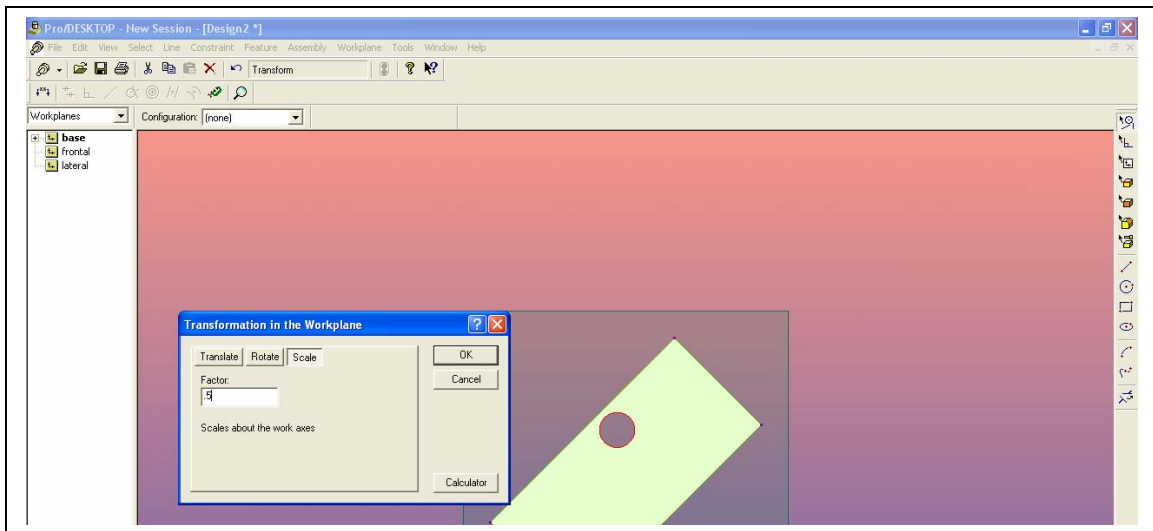 Pro/DESKTOP - New Session - [Design2 *]
File Edit View Select Line Constraint Feature Assembly Workplane Tools Window Help
Transform
Workplanes Configuration: (none)
base
frontal
lateral
Transformation in the Workplane
Translate Rotate Scale OK
Factor: Cancel
.5
Scales about the work axes
Calculator